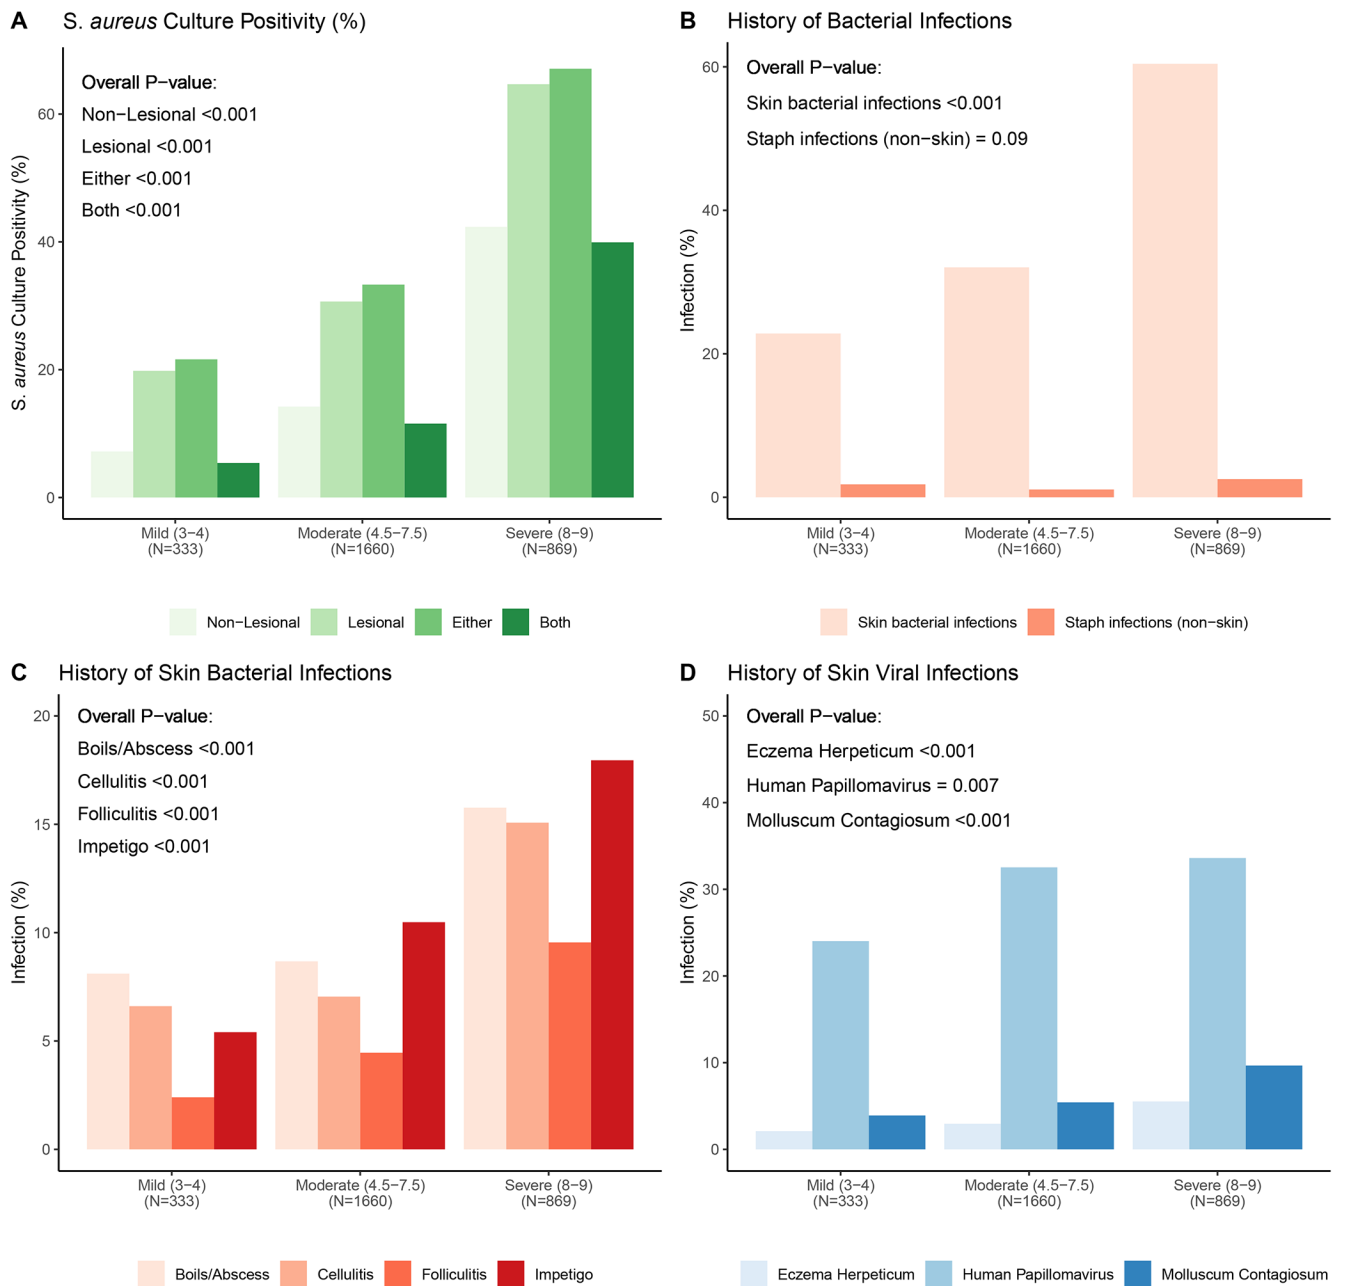 A S. aureus Culture Positivity (%)
Overall P−value:
Non−Lesional <0.001
Lesional <0.001
Either <0.001
Both <0.001
S. aureus Culture Positivity (%)
60
40
20
0
Mild (3−4)
(N=333)
Moderate (4.5−7.5)
(N=1660)
Severe (8−9)
(N=869)
Non−Lesional Lesional Either Both
B History of Bacterial Infections
Overall P−value:
Skin bacterial infections <0.001
Staph infections (non−skin) = 0.09
Infection (%)
60
40
20
0
Mild (3−4)
(N=333)
Moderate (4.5−7.5)
(N=1660)
Severe (8−9)
(N=869)
Skin bacterial infections Staph infections (non−skin)
C History of Skin Bacterial Infections
Overall P−value:
Boils/Abscess <0.001
Cellulitis <0.001
Folliculitis <0.001
Impetigo <0.001
Infection (%)
20
15
10
5
0
Mild (3−4)
(N=333)
Moderate (4.5−7.5)
(N=1660)
Severe (8−9)
(N=869)
Boils/Abscess Cellulitis Folliculitis Impetigo
D History of Skin Viral Infections
Overall P−value:
Eczema Herpeticum <0.001
Human Papillomavirus = 0.007
Molluscum Contagiosum <0.001
Infection (%)
50
40
30
20
10
0
Mild (3−4)
(N=333)
Moderate (4.5−7.5)
(N=1660)
Severe (8−9)
(N=869)
Eczema Herpeticum Human Papillomavirus Molluscum Contagiosum